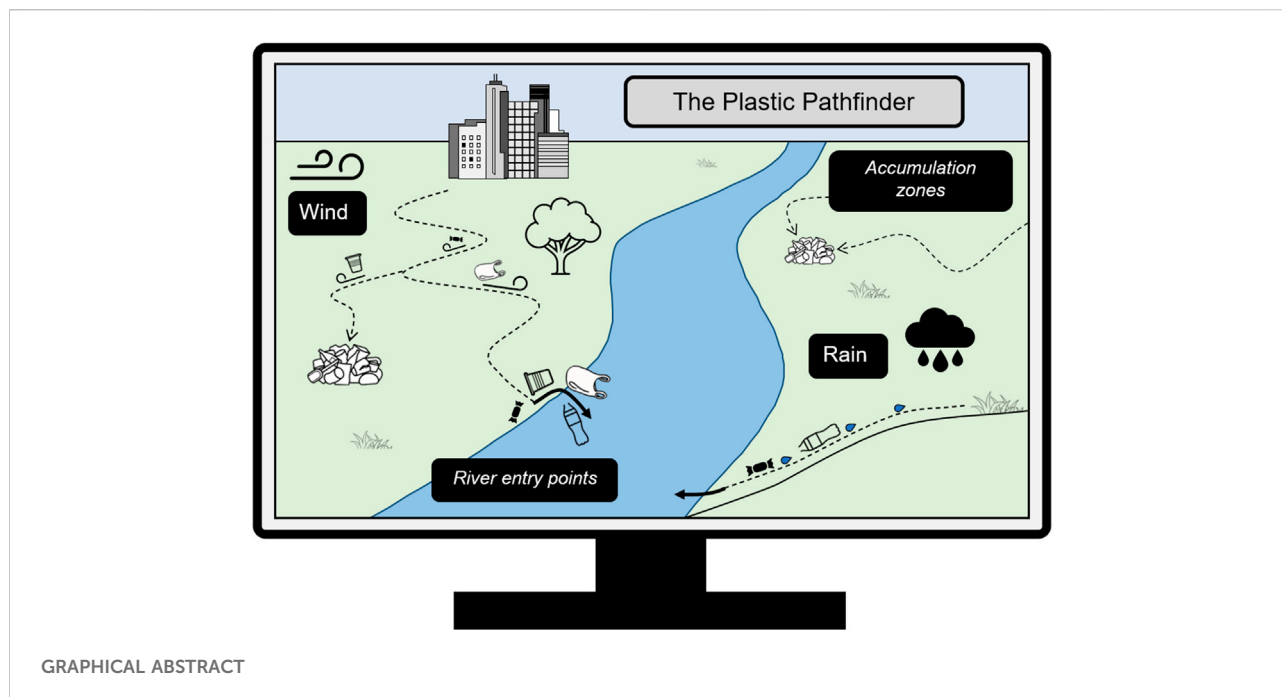 The Plastic Pathfinder
Accumulation
zones
Wind
Rain
River entry points
GRAPHICAL ABSTRACT